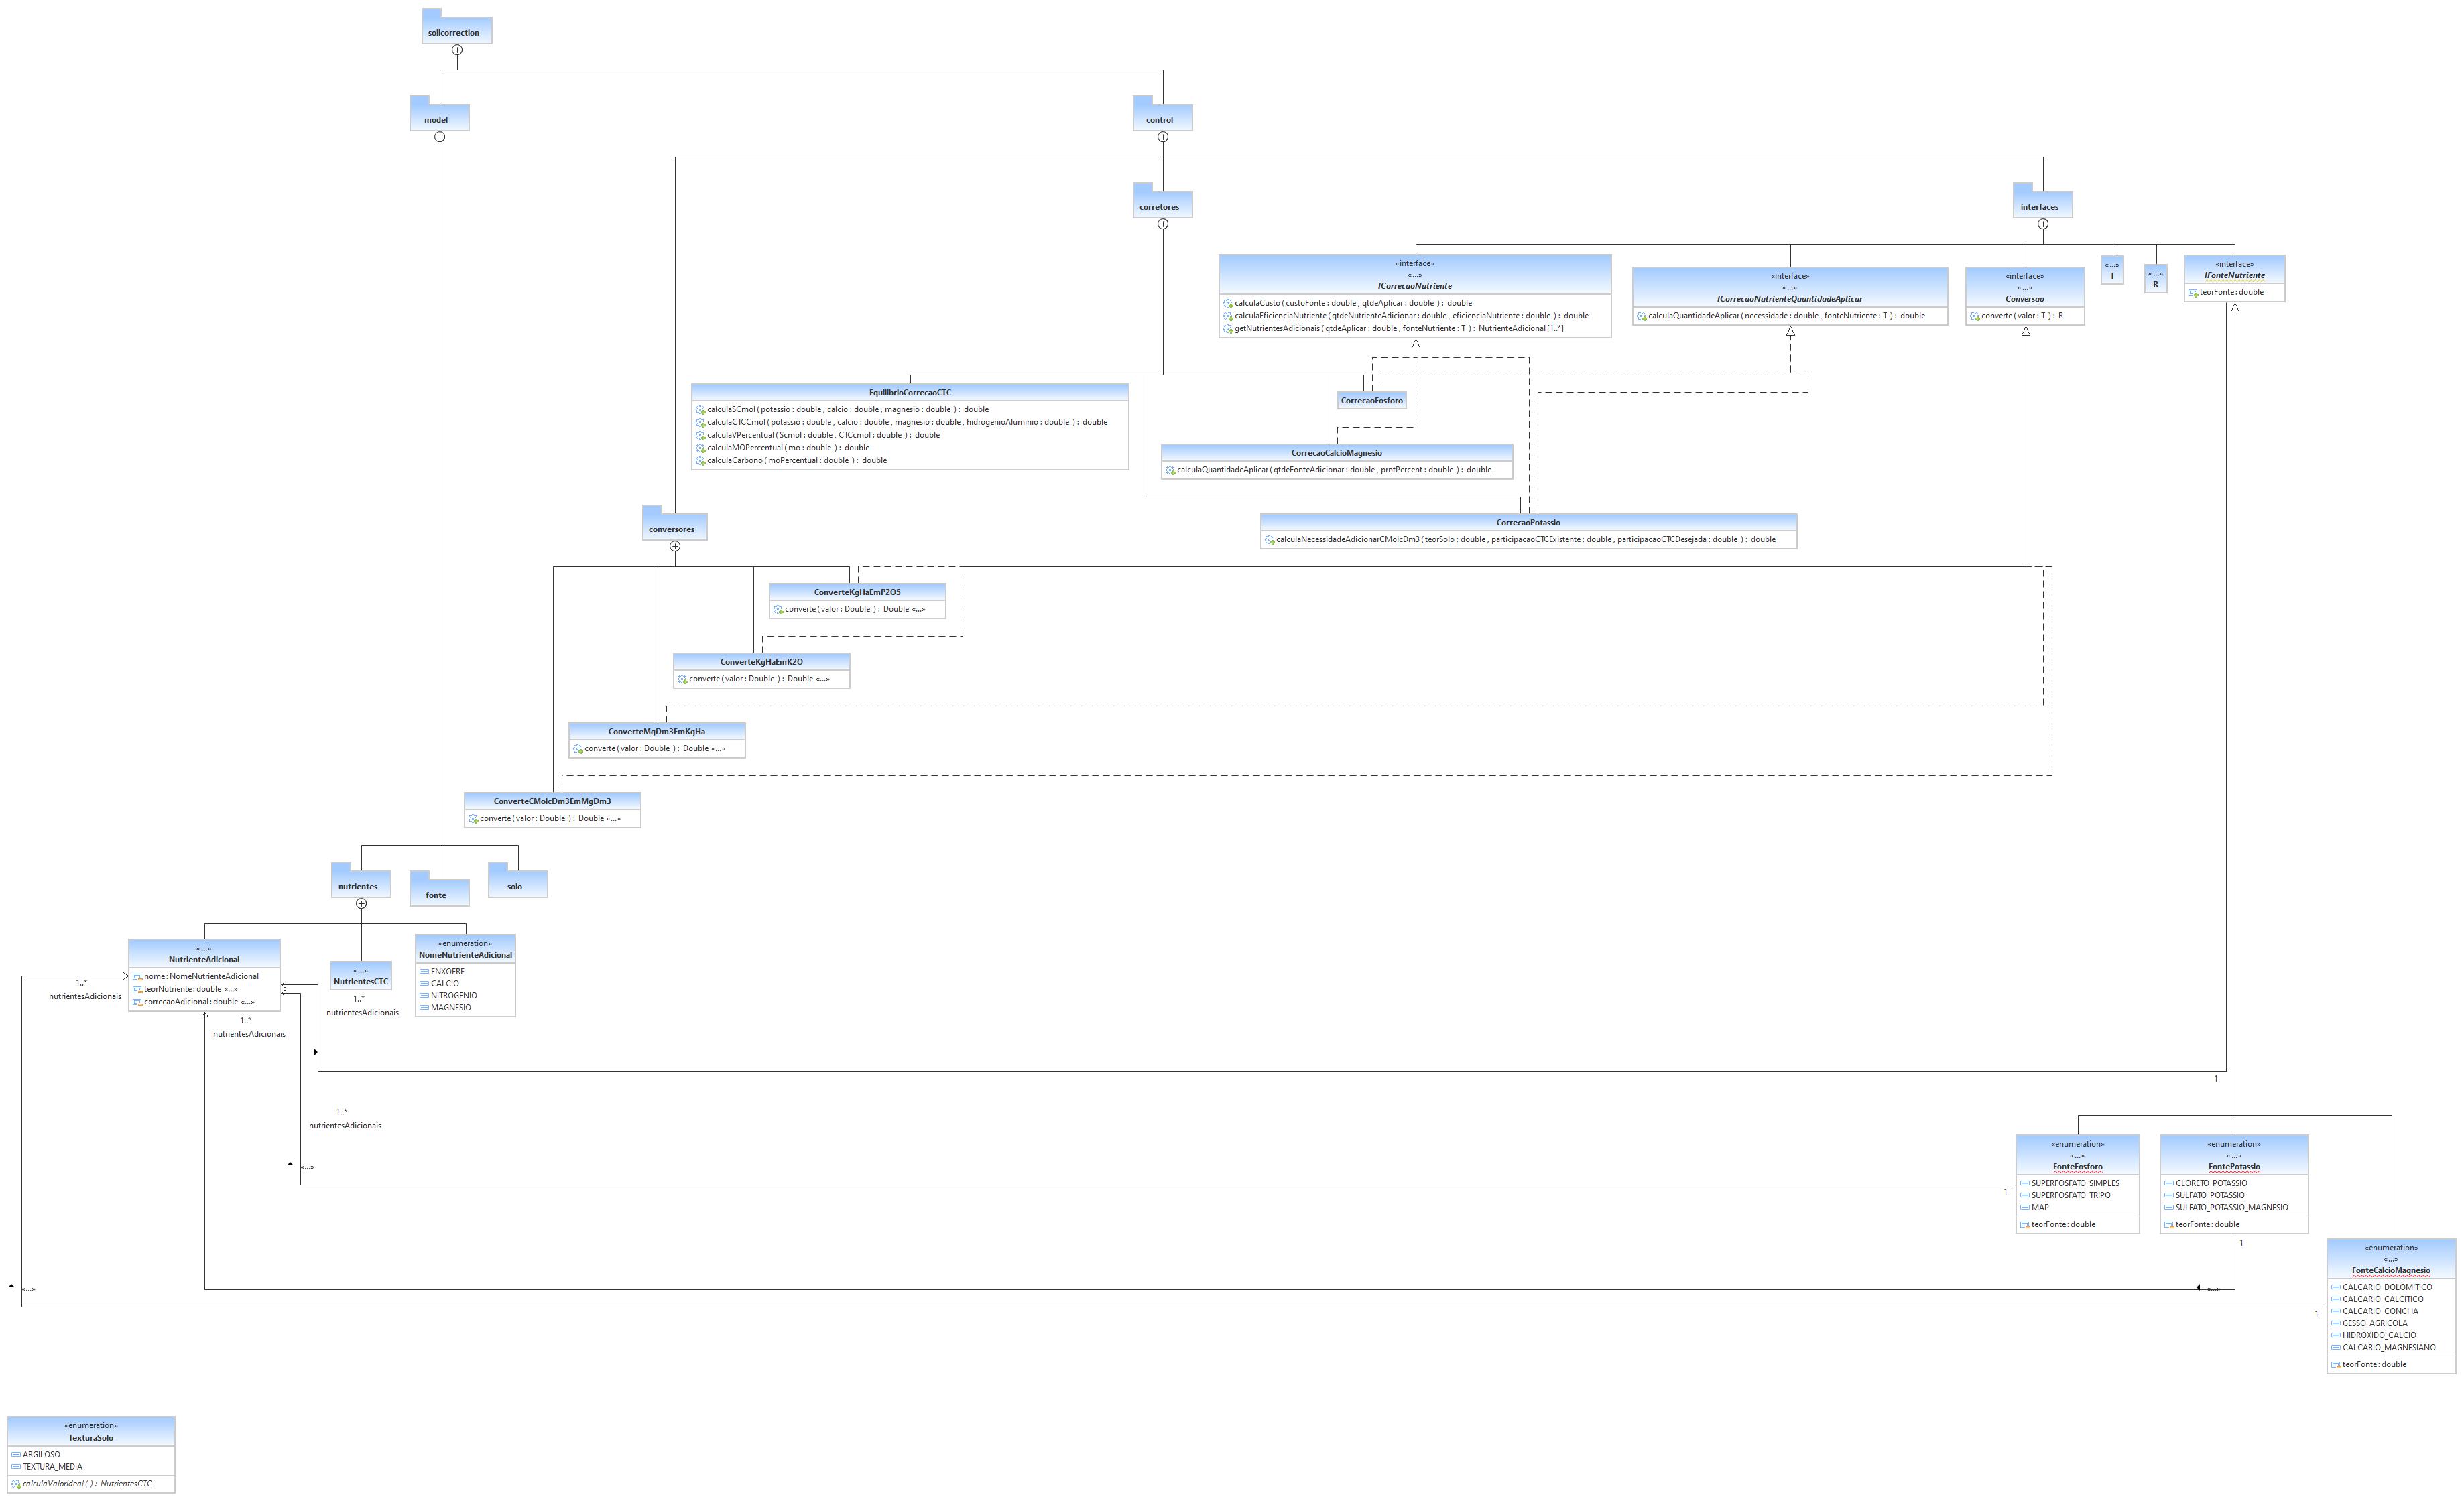 soilcorrection
model
control
corretores
interfaces
«interface»
«...»
ICorrecaoNutriente
calculaCusto ( custoFonte : double , qtdeAplicar : double ) : double
calculaEficienciaNutriente ( qtdeNutrienteAdicionar : double , eficienciaNutriente : double ) : double
getNutrientesAdicionais ( qtdeAplicar : double , fonteNutriente : T ) : NutrienteAdicional [1..*]
«interface»
«...»
ICorrecaoNutrienteQuantidadeAplicar
calculaQuantidadeAplicar ( necessidade : double , fonteNutriente : T ) : double
«interface»
«...»
Conversao
converte ( valor : T ) : R
«...»
T
«...»
R
«interface»
IFonteNutriente
teorFonte : double
EquilibrioCorrecaoCTC
calculaSCmol ( potassio : double , calcio : double , magnesio : double ) : double
calculaCTCCmol ( potassio : double , calcio : double , magnesio : double , hidrogenioAluminio : double ) : double
calculaVPercentual ( Scmol : double , CTCcmol : double ) : double
calculaMOPercentual ( mo : double ) : double
calculaCarbono ( moPercentual : double ) : double
CorrecaoFosforo
CorrecaoCalcioMagnesio
calculaQuantidadeAplicar ( qtdeFonteAdicionar : double , prntPercent : double ) : double
CorrecaoPotassio
calculaNecessidadeAdicionarCMolcDm3 ( teorSolo : double , participacaoCTCExistente : double , participacaoCTCDesejada : double ) : double
conversores
ConverteKgHaEmP2O5
converte ( valor : Double ) : Double «...»
ConverteKgHaEmK2O
converte ( valor : Double ) : Double «...»
ConverteMgDm3EmKgHa
converte ( valor : Double ) : Double «...»
ConverteCMolcDm3EmMgDm3
converte ( valor : Double ) : Double «...»
nutrientes
fonte
solo
«...»
NutrienteAdicional
nome : NomeNutrienteAdicional
teorNutriente : double «...»
correcaoAdicional : double «...»
«...»
NutrientesCTC
«enumeration»
NomeNutrienteAdicional
ENXOFRE
CALCIO
NITROGENIO
MAGNESIO
1..*
nutrientesAdicionais
1..*
nutrientesAdicionais
1..*
nutrientesAdicionais
1
1..*
nutrientesAdicionais
«...»
1
«enumeration»
«...»
FonteFosforo
SUPERFOSFATO_SIMPLES
SUPERFOSFATO_TRIPO
MAP
teorFonte : double
«enumeration»
«...»
FontePotassio
CLORETO_POTASSIO
SULFATO_POTASSIO
SULFATO_POTASSIO_MAGNESIO
teorFonte : double
1
«...»
«...»
1
«enumeration»
«...»
FonteCalcioMagnesio
CALCARIO_DOLOMITICO
CALCARIO_CALCITICO
CALCARIO_CONCHA
GESSO_AGRICOLA
HIDROXIDO_CALCIO
CALCARIO_MAGNESIANO
teorFonte : double
«enumeration»
TexturaSolo
ARGILOSO
TEXTURA_MEDIA
calculaValorIdeal ( ) : NutrientesCTC